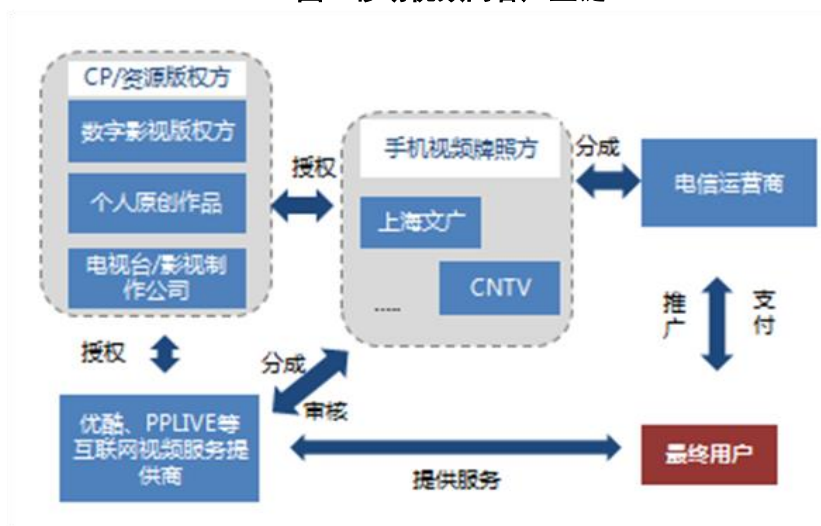 CP/资源版权方
数字影视版权方
个人原创作品
电视台/影视制
作公司
授权
手机视频牌照方
上海文广
CNTV
.....
分成
电信运营商
推广
支付
授权
分成
审核
优酷、PPLIVE等
互联网视频服务提
供商
提供服务
最终用户